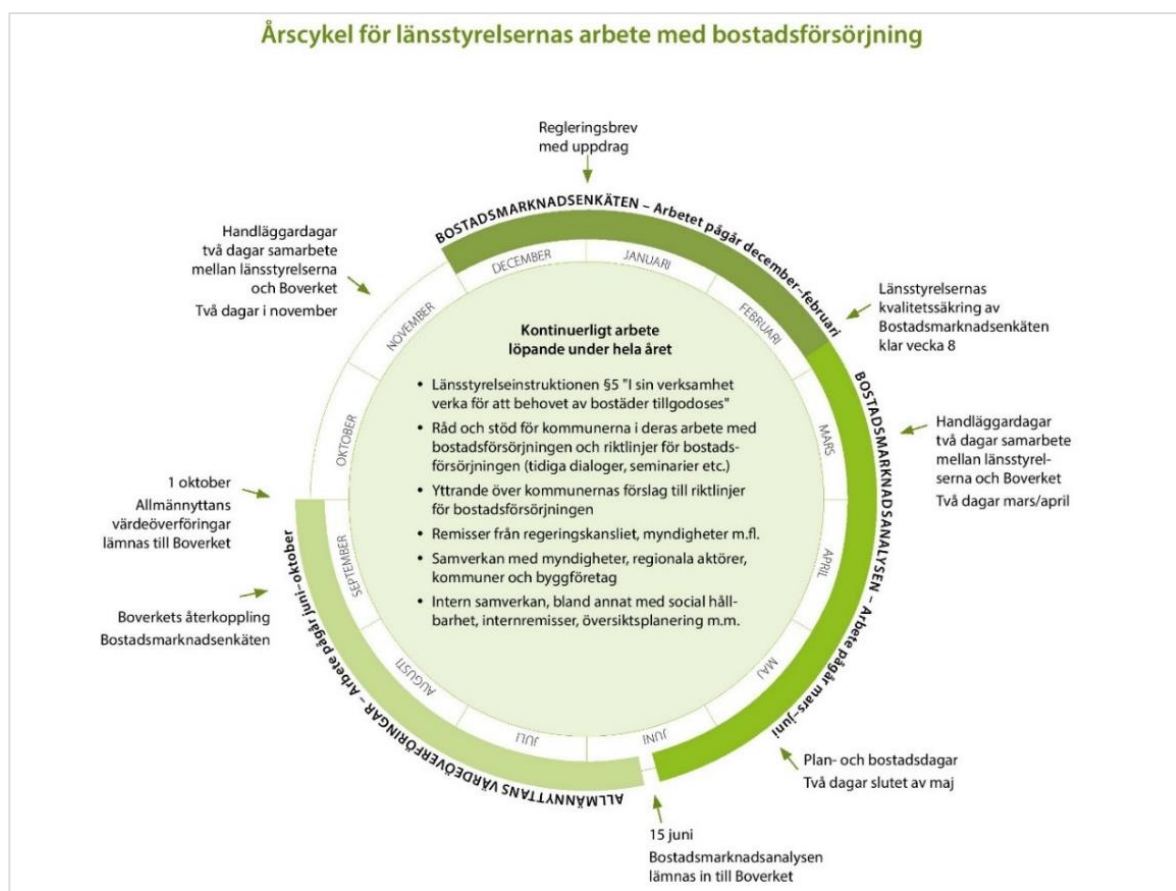 Årscykel för länsstyrelsernas arbete med bostadsförsörjning
Regleringsbrev
med uppdrag
BOSTADSMARKNADSENKÄTEN – Arbetet pågår december–februari
Handläggardagar
två dagar samarbete
mellan länsstyrelserna
och Boverket
Två dagar i november
Länsstyrelsernas
kvalitetssäkring av
Bostadsmarknadsenkäten
klar vecka 8
BOSTADSMARKNADSANALYSEN – Arbete pågår mars–juni
Handläggardagar
två dagar samarbete
mellan länsstyrel-
serna och Boverket
Två dagar mars/april
Plan- och bostadsdagar
Två dagar slutet av maj
15 juni
Bostadsmarknadsanalysen
lämnas in till Boverket
ALLMÄNNYTTANS VÄRDEÖVERFÖRINGAR – Arbete pågår juni–oktober
Boverkets återkoppling
Bostadsmarknadsenkäten
1 oktober
Allmännyttans
värdeöverföringar
lämnas till Boverket
JANUARI
FEBRUARI
MARS
APRIL
MAJ
JUNI
JULI
AUGUSTI
SEPTEMBER
OKTOBER
NOVEMBER
DECEMBER
Kontinuerligt arbete
löpande under hela året
• Länsstyrelseinstruktionen §5 "I sin verksamhet
verka för att behovet av bostäder tillgodoses"
• Råd och stöd för kommunerna i deras arbete med
bostadsförsörjningen och riktlinjer för bostads-
försörjningen (tidiga dialoger, seminarier etc.)
• Yttrande över kommunernas förslag till riktlinjer
för bostadsförsörjningen
• Remisser från regeringskansliet, myndigheter m.fl.
• Samverkan med myndigheter, regionala aktörer,
kommuner och byggföretag
• Intern samverkan, bland annat med social håll-
barhet, internremisser, översiktsplanering m.m.